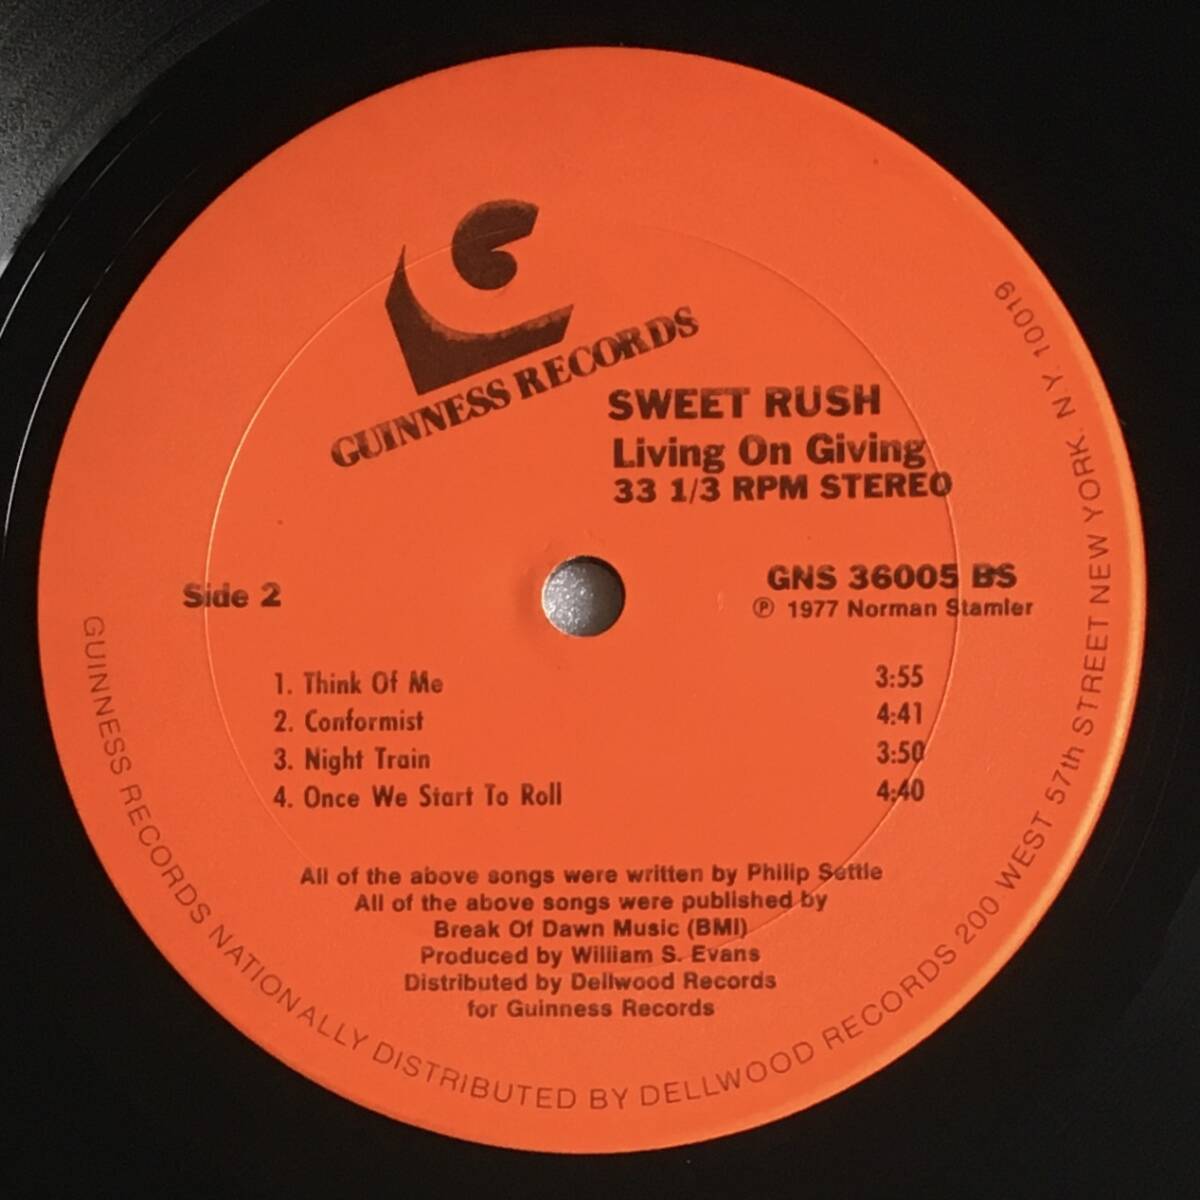 GUINNESS RECORDS
SWEET RUSH
Living On Giving
33 1/3 RPM STEREO
Side 2
GNS 36005 BS
℗ 1977 Norman Stamler
1. Think Of Me 3:55
2. Conformist 4:41
3. Night Train 3:50
4. Once We Start To Roll 4:40
All of the above songs were written by Philip Settle
All of the above songs were published by
Break Of Dawn Music (BMI)
Produced by William S. Evans
Distributed by Dellwood Records
for Guinness Records
GUINNESS RECORDS NATIONALLY DISTRIBUTED BY DELLWOOD RECORDS 200 WEST 57th STREET NEW YORK. N.Y. 10019